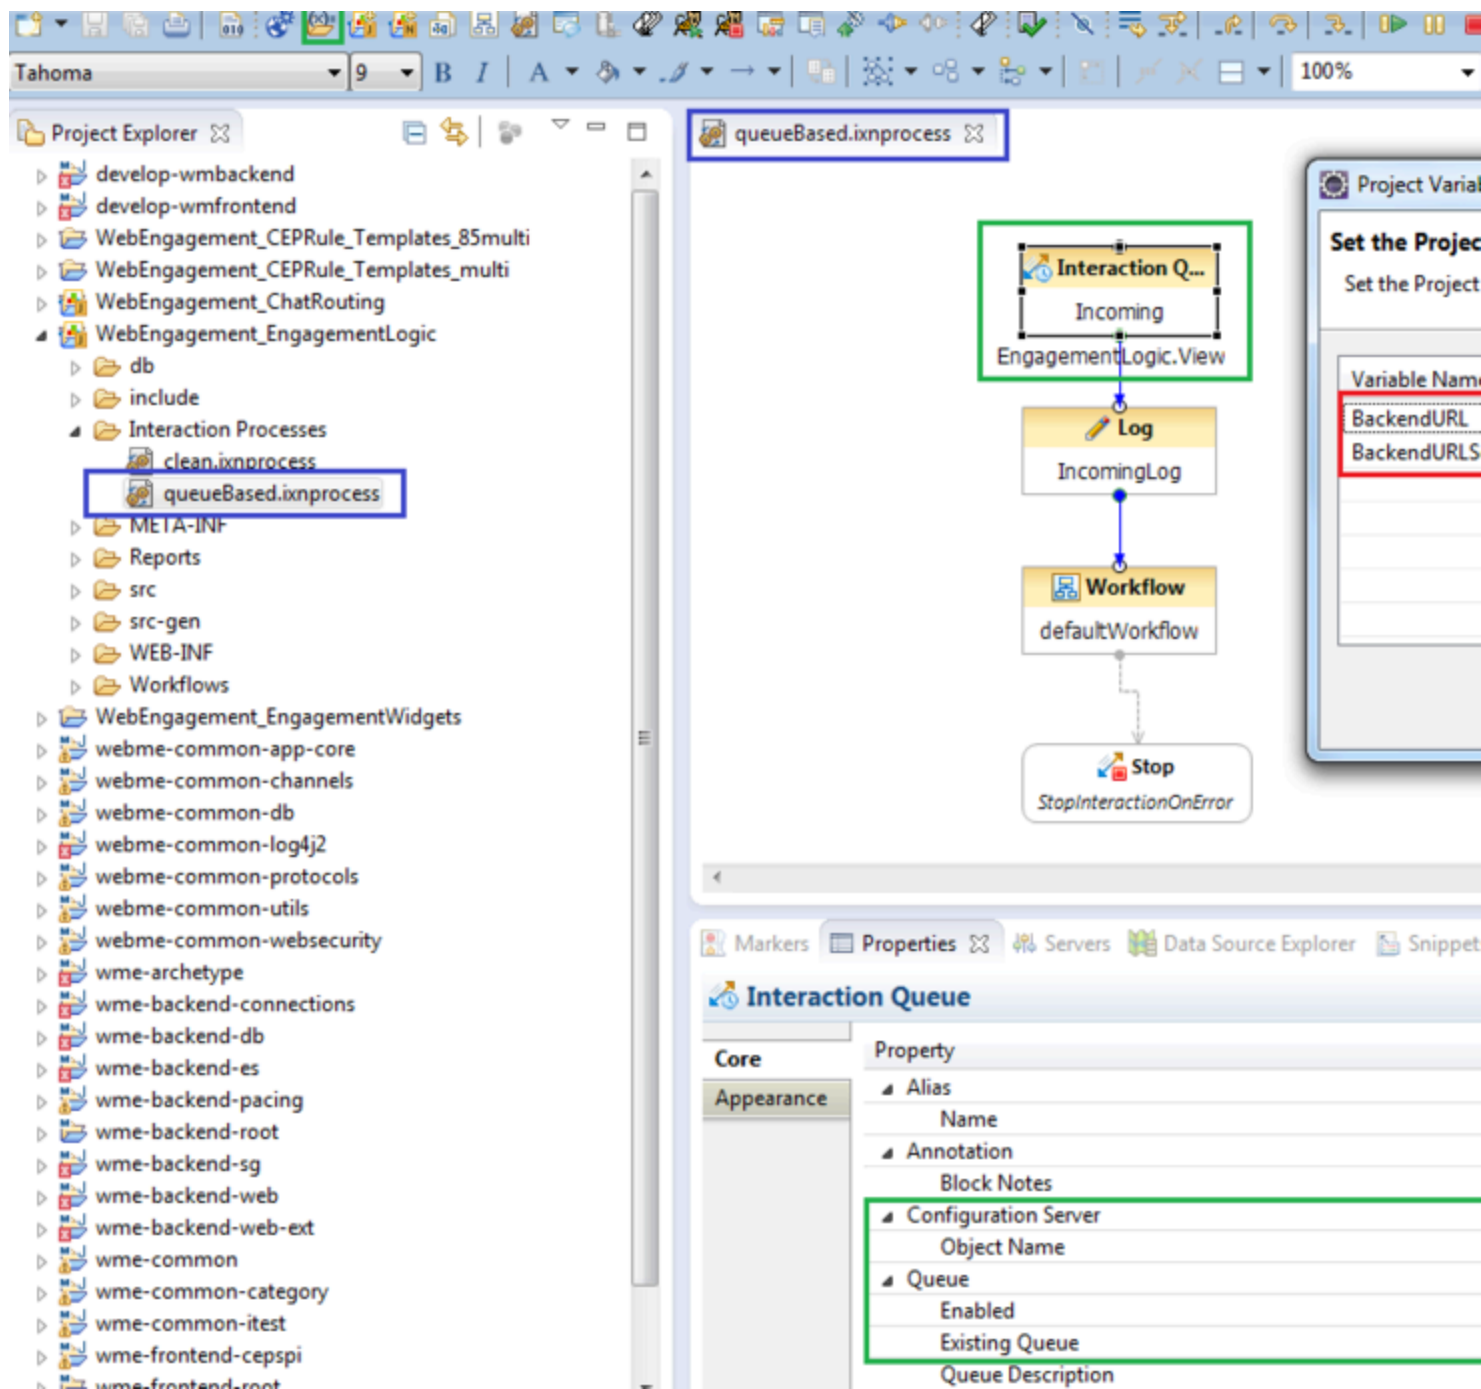 Tahoma 9 B I A 100%
Project Explorer
develop-wmbackend
develop-wmfrontend
WebEngagement_CEPRule_Templates_85multi
WebEngagement_CEPRule_Templates_multi
WebEngagement_ChatRouting
WebEngagement_EngagementLogic
db
include
Interaction Processes
clean.ixnprocess
queueBased.ixnprocess
META-INF
Reports
src
src-gen
WEB-INF
Workflows
WebEngagement_EngagementWidgets
webme-common-app-core
webme-common-channels
webme-common-db
webme-common-log4j2
webme-common-protocols
webme-common-utils
webme-common-websecurity
wme-archetype
wme-backend-connections
wme-backend-db
wme-backend-es
wme-backend-pacing
wme-backend-root
wme-backend-sg
wme-backend-web
wme-backend-web-ext
wme-common
wme-common-category
wme-common-itest
wme-frontend-cepspi
wme-frontend-root
queueBased.ixnprocess
Interaction Q...
Incoming
EngagementLogic.View
Log
IncomingLog
Workflow
defaultWorkflow
Stop
StopInteractionOnError
Project Varial
Set the Projec
Set the Project
Variable Name
BackendURL
BackendURLS
Markers Properties Servers Data Source Explorer Snippet
Interaction Queue
Core
Appearance
Property
Alias
Name
Annotation
Block Notes
Configuration Server
Object Name
Queue
Enabled
Existing Queue
Queue Description